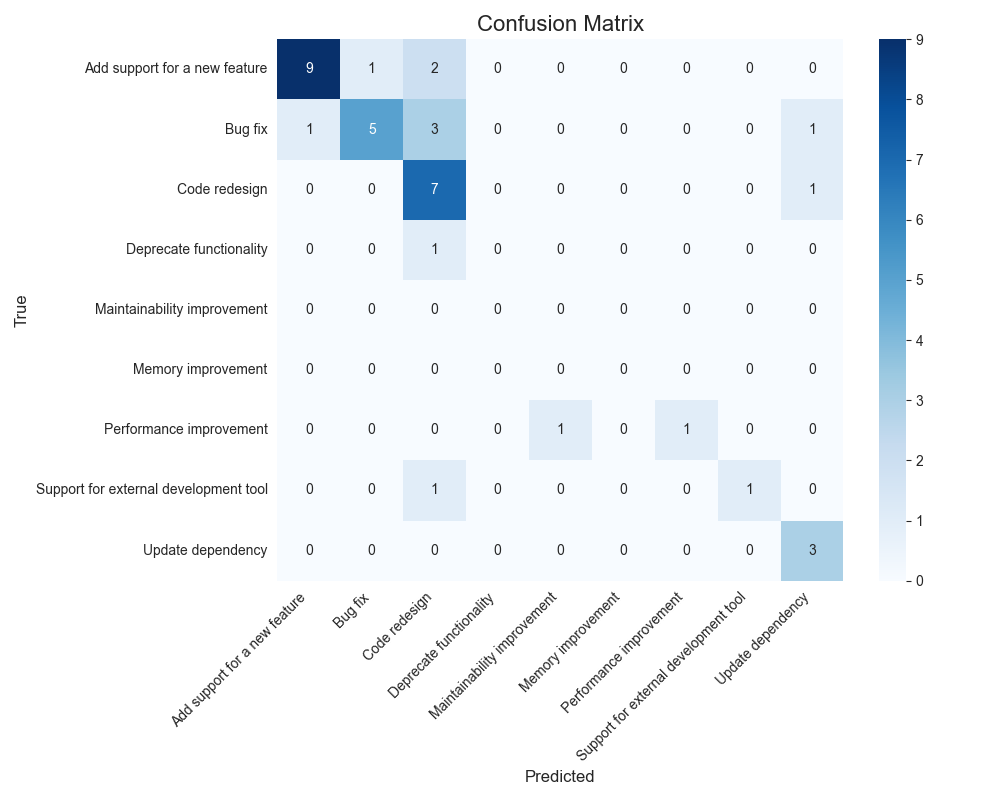 Confusion Matrix
True
Add support for a new feature 9 1 2 0 0 0 0 0 0
Bug fix 1 5 3 0 0 0 0 0 1
Code redesign 0 0 7 0 0 0 0 0 1
Deprecate functionality 0 0 1 0 0 0 0 0 0
Maintainability improvement 0 0 0 0 0 0 0 0 0
Memory improvement 0 0 0 0 0 0 0 0 0
Performance improvement 0 0 0 0 1 0 1 0 0
Support for external development tool 0 0 1 0 0 0 0 1 0
Update dependency 0 0 0 0 0 0 0 0 3
Add support for a new feature
Bug fix
Code redesign
Deprecate functionality
Maintainability improvement
Memory improvement
Performance improvement
Support for external development tool
Update dependency
Predicted
9
8
7
6
5
4
3
2
1
0